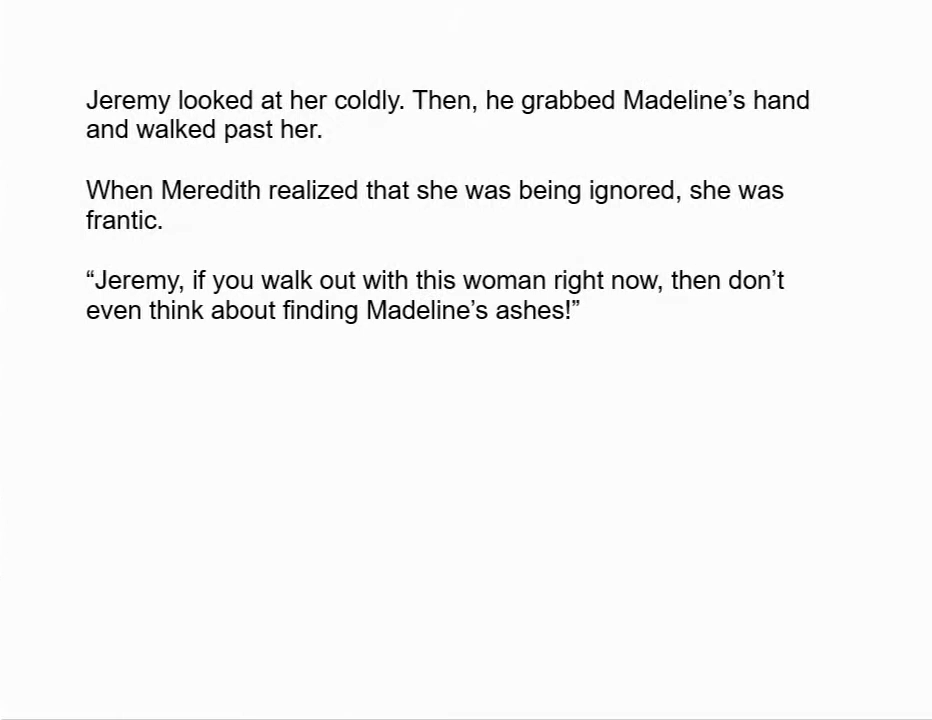 Jeremy looked at her coldly. Then, he grabbed Madeline’s hand
and walked past her.
When Meredith realized that she was being ignored, she was
frantic.
“Jeremy, if you walk out with this woman right now, then don’t
even think about finding Madeline’s ashes!”